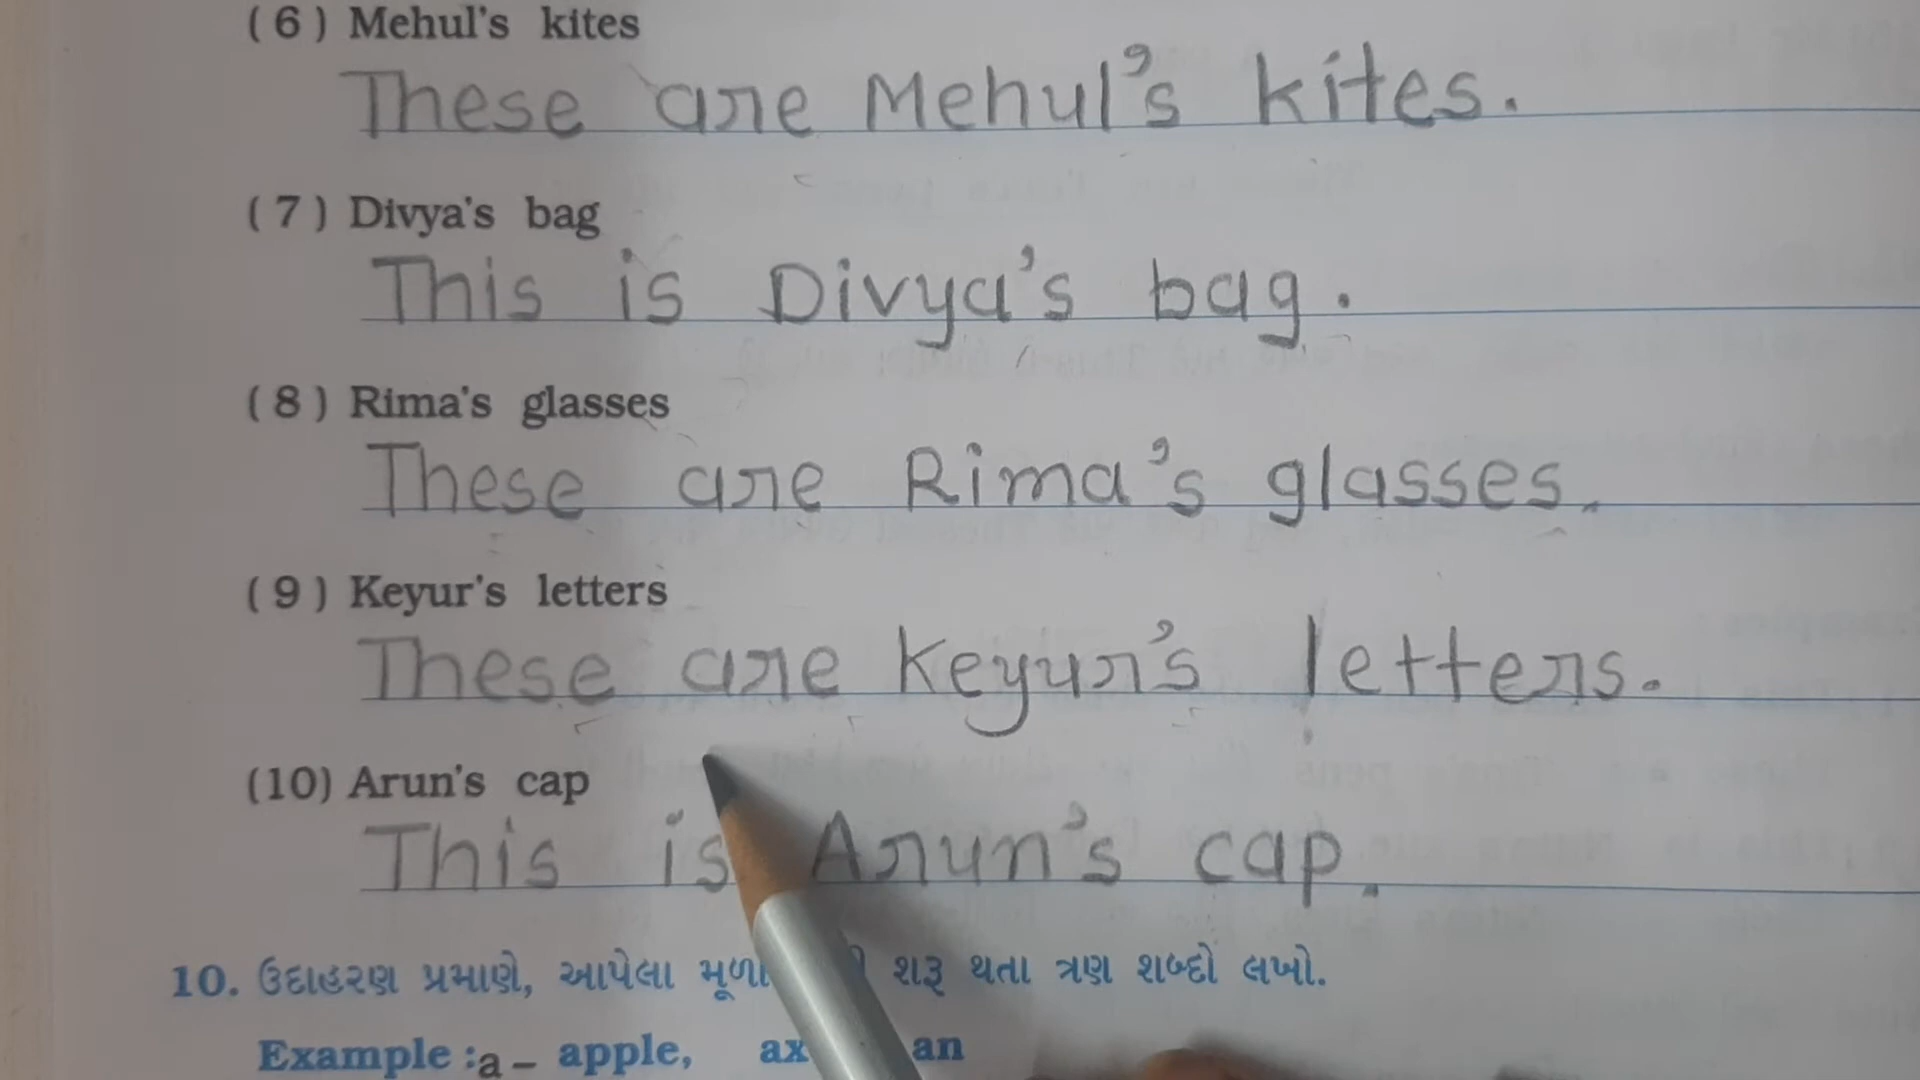 (6) Mehul's kites
These are Mehul's kites.
(7) Divya's bag
This is Divya's bag.
(8) Rima's glasses
These are Rima's glasses.
(9) Keyur's letters
These are Keyur's letters.
(10) Arun's cap
This is Arun's cap.
10. ઉદાહરણ પ્રમાણે, આપેલા શરૂ થતા ત્રણ શબ્દો લખો.
Example :a – apple, an